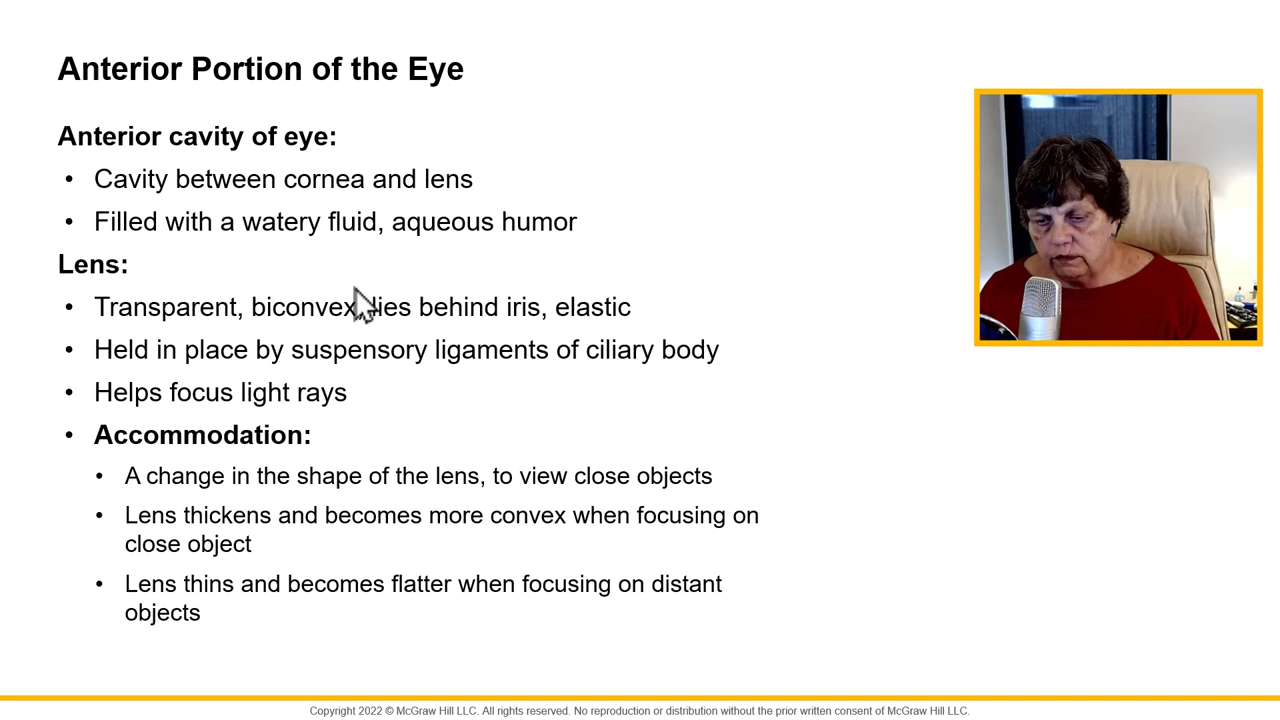 Anterior Portion of the Eye
Anterior cavity of eye:
• Cavity between cornea and lens
• Filled with a watery fluid, aqueous humor
Lens:
• Transparent, biconvex, lies behind iris, elastic
• Held in place by suspensory ligaments of ciliary body
• Helps focus light rays
• Accommodation:
• A change in the shape of the lens, to view close objects
• Lens thickens and becomes more convex when focusing on
close object
• Lens thins and becomes flatter when focusing on distant
objects
Copyright 2022 © McGraw Hill LLC. All rights reserved. No reproduction or distribution without the prior written consent of McGraw Hill LLC.